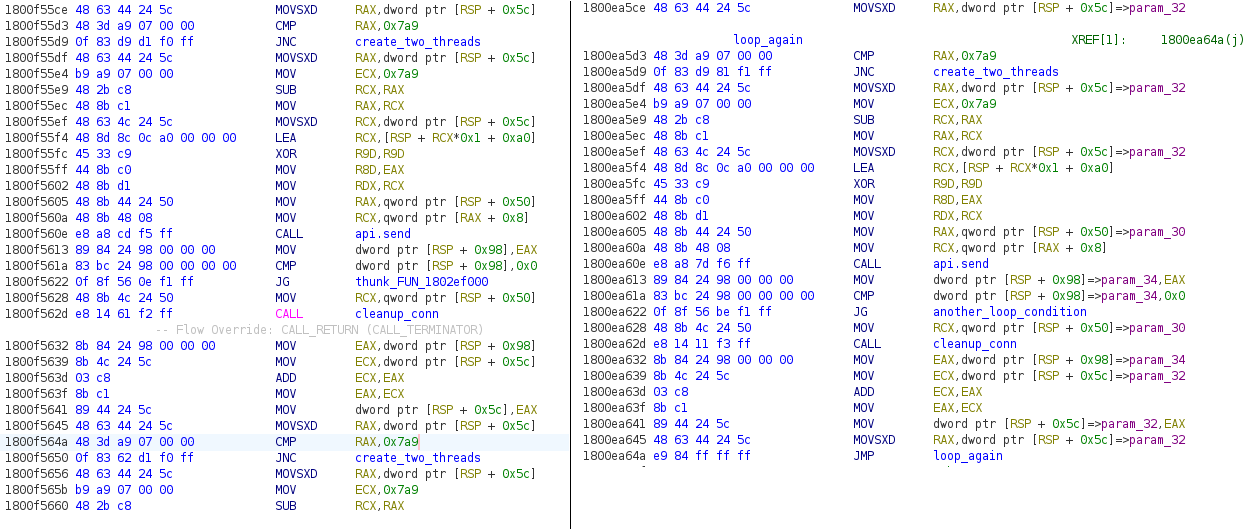 1800f55ce 48 63 44 24 5c MOVSXD RAX,dword ptr [RSP + 0x5c]
1800f55d3 48 3d a9 07 00 00 CMP RAX,0x7a9
1800f55d9 0f 83 d9 d1 f0 ff JNC create_two_threads
1800f55df 48 63 44 24 5c MOVSXD RAX,dword ptr [RSP + 0x5c]
1800f55e4 b9 a9 07 00 00 MOV ECX,0x7a9
1800f55e9 48 2b c8 SUB RCX,RAX
1800f55ec 48 8b c1 MOV RAX,RCX
1800f55ef 48 63 4c 24 5c MOVSXD RCX,dword ptr [RSP + 0x5c]
1800f55f4 48 8d 8c 0c a0 00 00 00 LEA RCX,[RSP + RCX*0x1 + 0xa0]
1800f55fc 45 33 c9 XOR R9D,R9D
1800f55ff 44 8b c0 MOV R8D,EAX
1800f5602 48 8b d1 MOV RDX,RCX
1800f5605 48 8b 44 24 50 MOV RAX,qword ptr [RSP + 0x50]
1800f560a 48 8b 48 08 MOV RCX,qword ptr [RAX + 0x8]
1800f560e e8 a8 cd f5 ff CALL api.send
1800f5613 89 84 24 98 00 00 00 MOV dword ptr [RSP + 0x98],EAX
1800f561a 83 bc 24 98 00 00 00 00 CMP dword ptr [RSP + 0x98],0x0
1800f5622 0f 8f 56 0e f1 ff JG thunk_FUN_1802ef000
1800f5628 48 8b 4c 24 50 MOV RCX,qword ptr [RSP + 0x50]
1800f562d e8 14 61 f2 ff CALL cleanup_conn
-- Flow Override: CALL_RETURN (CALL_TERMINATOR)
1800f5632 8b 84 24 98 00 00 00 MOV EAX,dword ptr [RSP + 0x98]
1800f5639 8b 4c 24 5c MOV ECX,dword ptr [RSP + 0x5c]
1800f563d 03 c8 ADD ECX,EAX
1800f563f 8b c1 MOV EAX,ECX
1800f5641 89 44 24 5c MOV dword ptr [RSP + 0x5c],EAX
1800f5645 48 63 44 24 5c MOVSXD RAX,dword ptr [RSP + 0x5c]
1800f564a 48 3d a9 07 00 00 CMP RAX,0x7a9
1800f5650 0f 83 62 d1 f0 ff JNC create_two_threads
1800f5656 48 63 44 24 5c MOVSXD RAX,dword ptr [RSP + 0x5c]
1800f565b b9 a9 07 00 00 MOV ECX,0x7a9
1800f5660 48 2b c8 SUB RCX,RAX
1800ea5ce 48 63 44 24 5c MOVSXD RAX,dword ptr [RSP + 0x5c]=>param_32
loop_again XREF[1]: 1800ea64a(j)
1800ea5d3 48 3d a9 07 00 00 CMP RAX,0x7a9
1800ea5d9 0f 83 d9 81 f1 ff JNC create_two_threads
1800ea5df 48 63 44 24 5c MOVSXD RAX,dword ptr [RSP + 0x5c]=>param_32
1800ea5e4 b9 a9 07 00 00 MOV ECX,0x7a9
1800ea5e9 48 2b c8 SUB RCX,RAX
1800ea5ec 48 8b c1 MOV RAX,RCX
1800ea5ef 48 63 4c 24 5c MOVSXD RCX,dword ptr [RSP + 0x5c]=>param_32
1800ea5f4 48 8d 8c 0c a0 00 00 00 LEA RCX,[RSP + RCX*0x1 + 0xa0]
1800ea5fc 45 33 c9 XOR R9D,R9D
1800ea5ff 44 8b c0 MOV R8D,EAX
1800ea602 48 8b d1 MOV RDX,RCX
1800ea605 48 8b 44 24 50 MOV RAX,qword ptr [RSP + 0x50]=>param_30
1800ea60a 48 8b 48 08 MOV RCX,qword ptr [RAX + 0x8]
1800ea60e e8 a8 7d f6 ff CALL api.send
1800ea613 89 84 24 98 00 00 00 MOV dword ptr [RSP + 0x98]=>param_34,EAX
1800ea61a 83 bc 24 98 00 00 00 00 CMP dword ptr [RSP + 0x98]=>param_34,0x0
1800ea622 0f 8f 56 be f1 ff JG another_loop_condition
1800ea628 48 8b 4c 24 50 MOV RCX,qword ptr [RSP + 0x50]=>param_30
1800ea62d e8 14 11 f3 ff CALL cleanup_conn
1800ea632 8b 84 24 98 00 00 00 MOV EAX,dword ptr [RSP + 0x98]=>param_34
1800ea639 8b 4c 24 5c MOV ECX,dword ptr [RSP + 0x5c]=>param_32
1800ea63d 03 c8 ADD ECX,EAX
1800ea63f 8b c1 MOV EAX,ECX
1800ea641 89 44 24 5c MOV dword ptr [RSP + 0x5c]=>param_32,EAX
1800ea645 48 63 44 24 5c MOVSXD RAX,dword ptr [RSP + 0x5c]=>param_32
1800ea64a e9 84 ff ff ff JMP loop_again